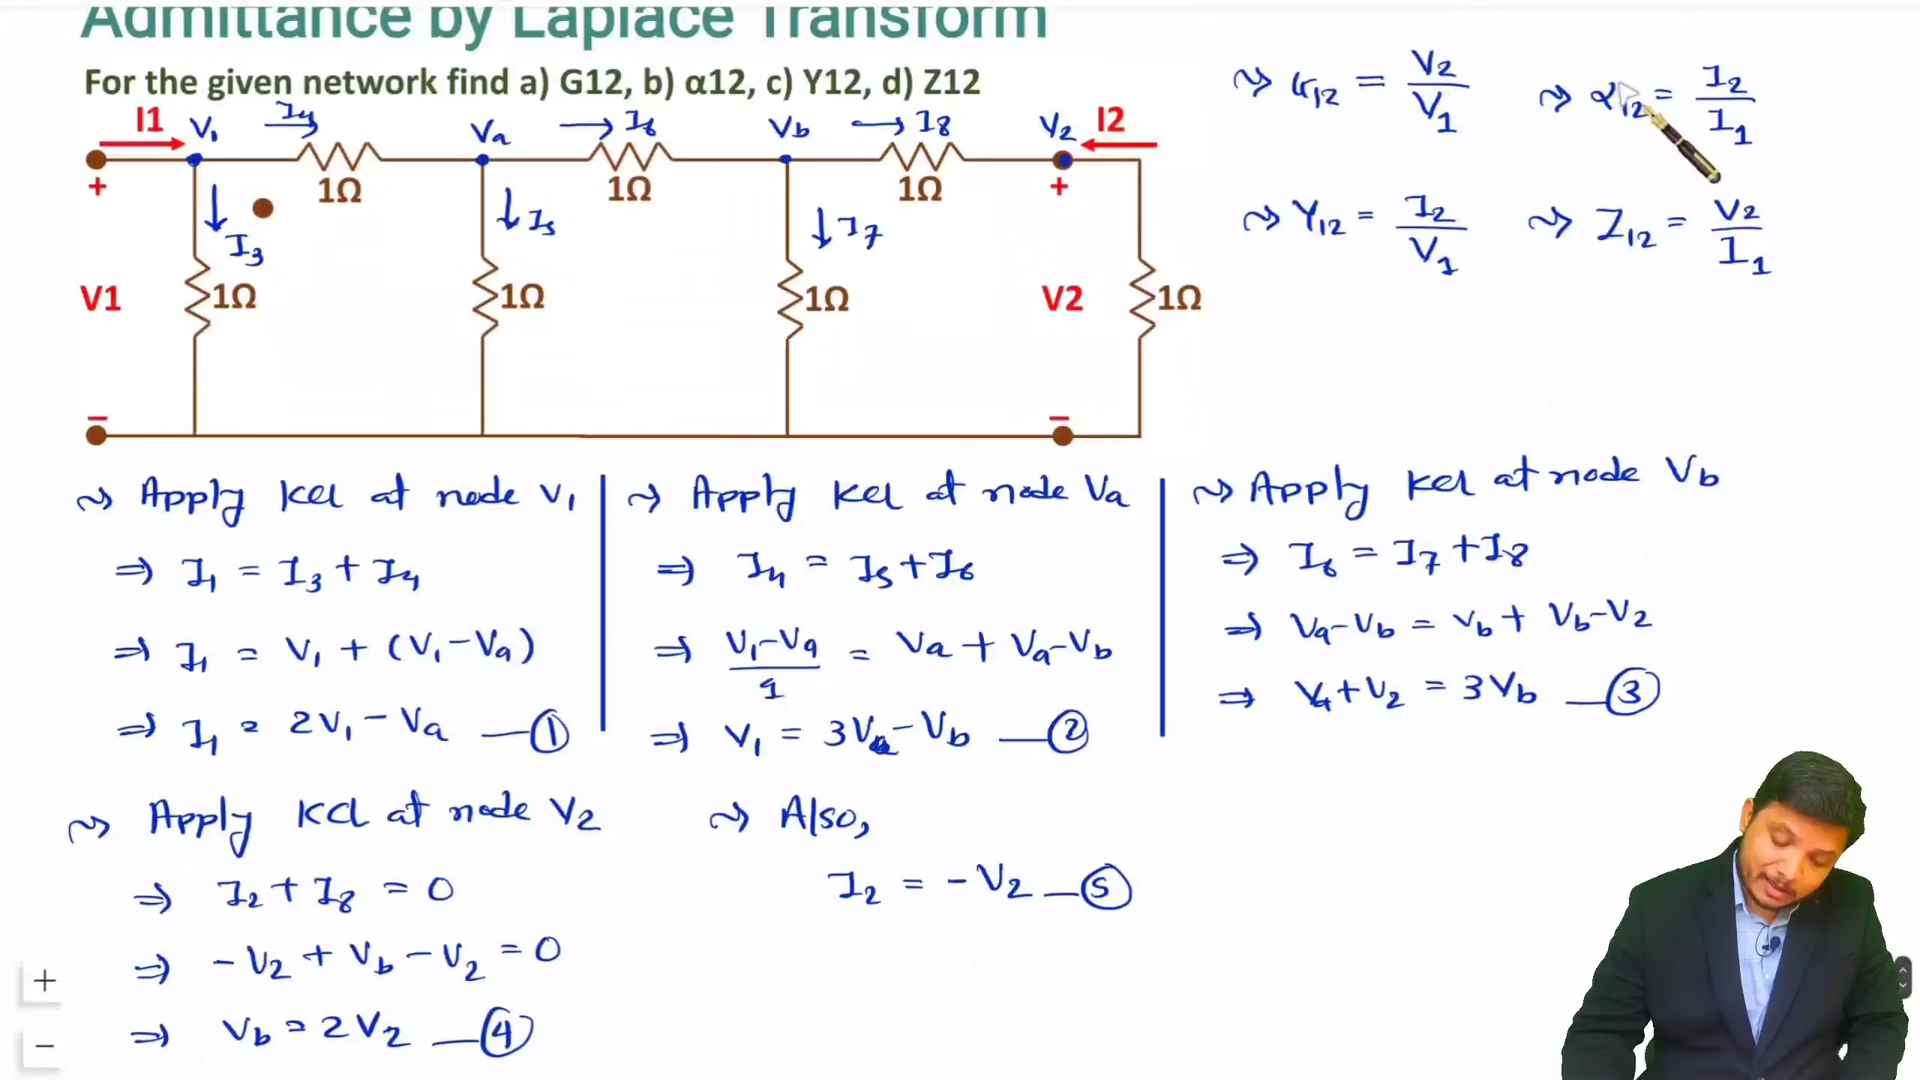 Admittance by Laplace Transform
For the given network find a) G12, b) α12, c) Y12, d) Z12
G12 = V2/V1
α12 = I2/I1
Y12 = I2/V1
Z12 = V2/I1
I1 V1 I4 Va I6 Vb I8 V2 I2
+ 1Ω 1Ω 1Ω +
I3 I5 I7
V1 1Ω 1Ω 1Ω V2 1Ω
− −
~> Apply KCL at node V1
=> I1 = I3 + I4
=> I1 = V1 + (V1-Va)
=> I1 = 2V1 - Va —①
~> Apply KCL at node Va
=> I4 = I5 + I6
=> V1-Va/1 = Va + Va-Vb
=> V1 = 3Va - Vb —②
~> Apply KCL at node Vb
=> I6 = I7 + I8
=> Va-Vb = Vb + Vb-V2
=> Va+V2 = 3Vb —③
~> Apply KCL at node V2
=> I2 + I8 = 0
=> -V2 + Vb - V2 = 0
=> Vb = 2V2 —④
~> Also,
I2 = -V2 —⑤
+
−